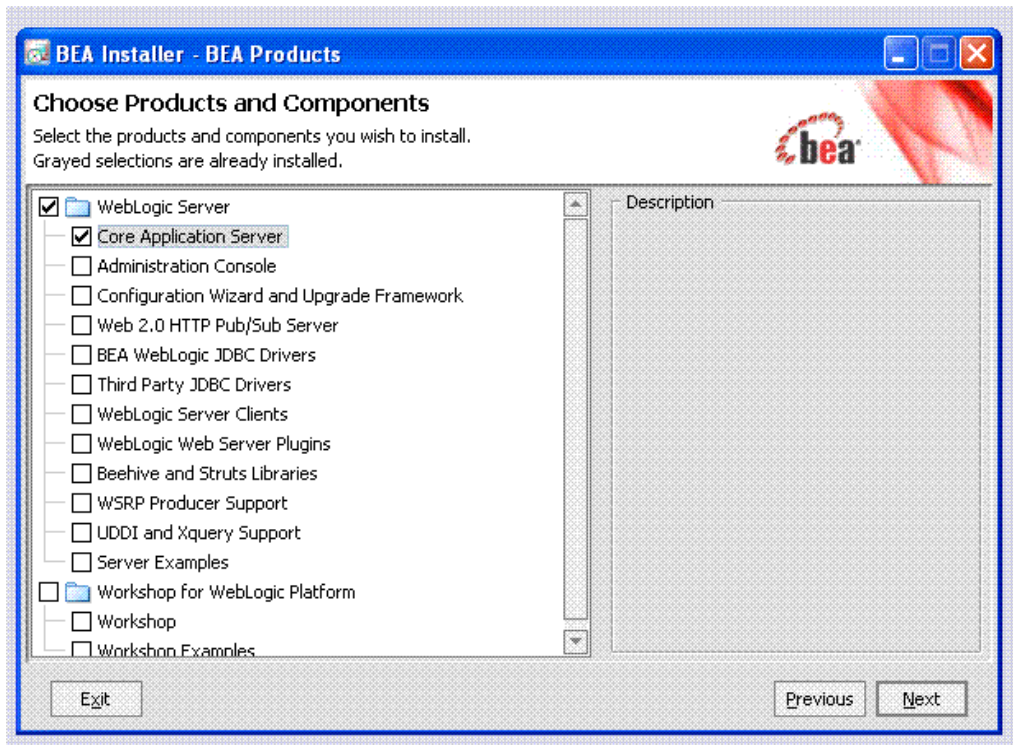 BEA Installer - BEA Products
Choose Products and Components
Select the products and components you wish to install.
Grayed selections are already installed.
bea
WebLogic Server
Core Application Server
Administration Console
Configuration Wizard and Upgrade Framework
Web 2.0 HTTP Pub/Sub Server
BEA WebLogic JDBC Drivers
Third Party JDBC Drivers
WebLogic Server Clients
WebLogic Web Server Plugins
Beehive and Struts Libraries
WSRP Producer Support
UDDI and Xquery Support
Server Examples
Workshop for WebLogic Platform
Workshop
Workshop Examples
Description
Exit
Previous
Next